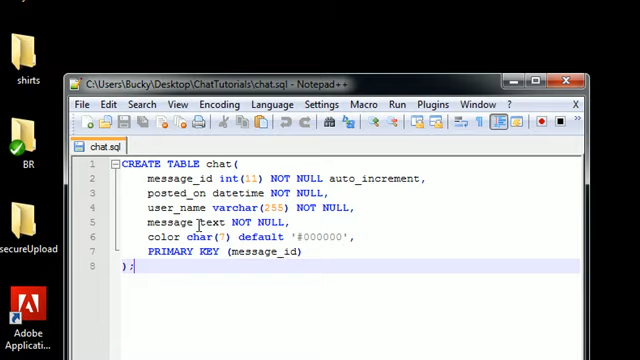 shirts
BR
secureUpload
Adobe
Application
C:\Users\Bucky\Desktop\ChatTutorials\chat.sql - Notepad++
File Edit Search View Encoding Language Settings Macro Run Plugins Window ? X
chat.sql
1 CREATE TABLE chat(
2 message_id int(11) NOT NULL auto_increment,
3 posted_on datetime NOT NULL,
4 user_name varchar(255) NOT NULL,
5 message text NOT NULL,
6 color char(7) default '#000000',
7 PRIMARY KEY (message_id)
8 );